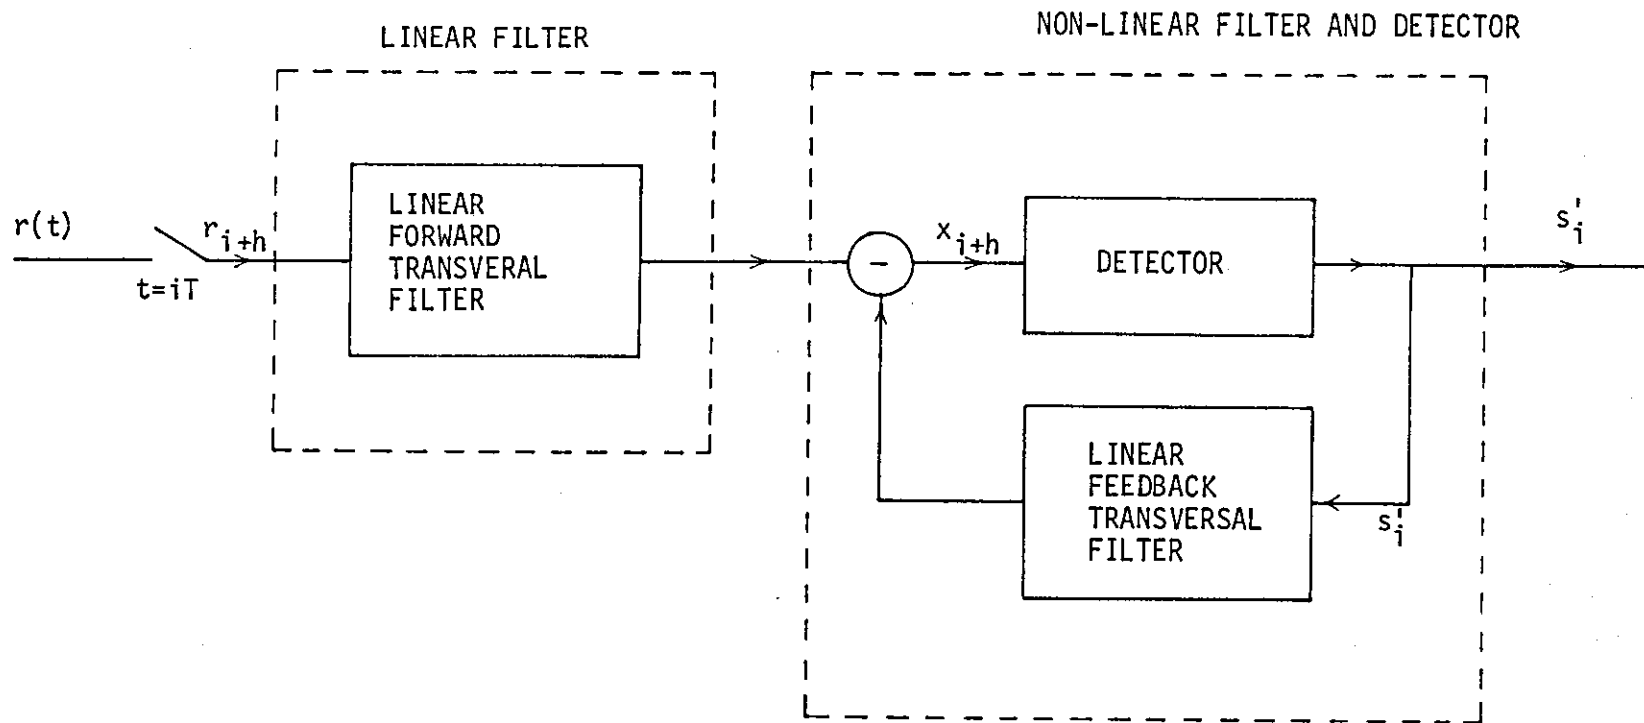 LINEAR FILTER
NON-LINEAR FILTER AND DETECTOR
r(t)
t=iT
r_{i+h}
LINEAR
FORWARD
TRANSVERAL
FILTER
-
x_{i+h}
DETECTOR
s'_i
LINEAR
FEEDBACK
TRANSVERSAL
FILTER
s'_i